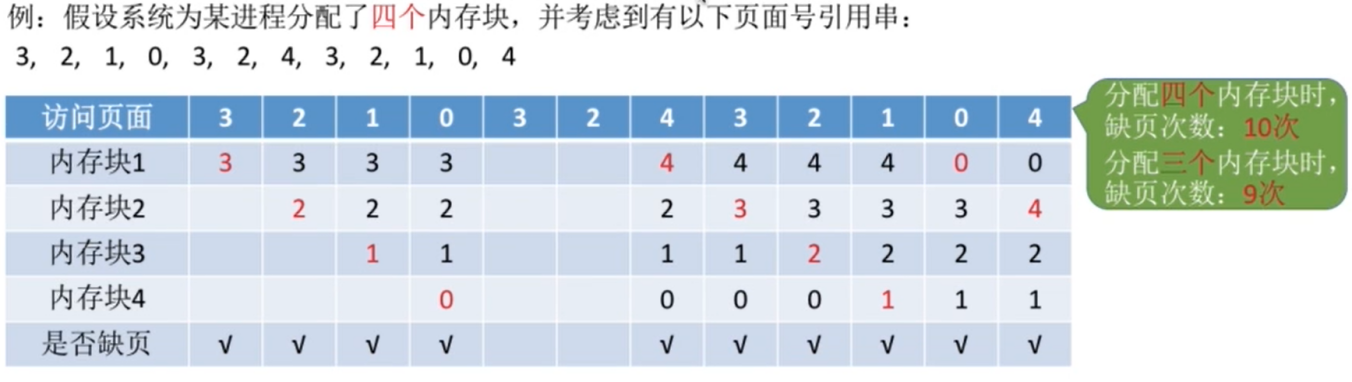 例：假设系统为某进程分配了四个内存块，并考虑到有以下页面号引用串：
3, 2, 1, 0, 3, 2, 4, 3, 2, 1, 0, 4
访问页面 3 2 1 0 3 2 4 3 2 1 0 4
内存块1 3 3 3 3 4 4 4 4 0 0
内存块2 2 2 2 2 3 3 3 3 4
内存块3 1 1 1 1 2 2 2 2
内存块4 0 0 0 0 1 1 1
是否缺页 √ √ √ √ √ √ √ √ √ √
分配四个内存块时，
缺页次数：10次
分配三个内存块时，
缺页次数：9次